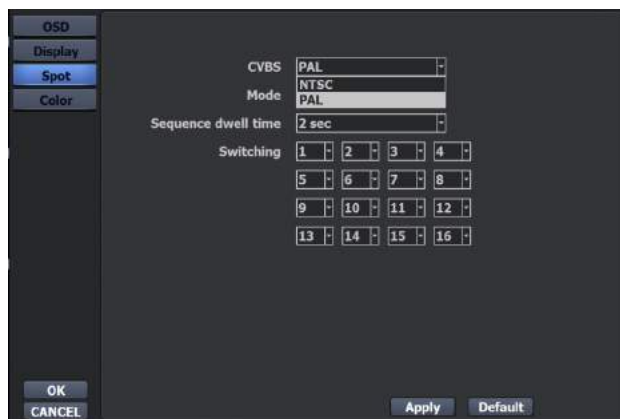 OSD
Display
Spot
Color
CVBS PAL
NTSC
Mode PAL
Sequence dwell time 2 sec
Switching 1 2 3 4
5 6 7 8
9 10 11 12
13 14 15 16
OK
CANCEL
Apply Default